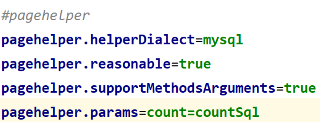 #pagehelper
pagehelper.helperDialect=mysql
pagehelper.reasonable=true
pagehelper.supportMethodsArguments=true
pagehelper.params=count=countSql